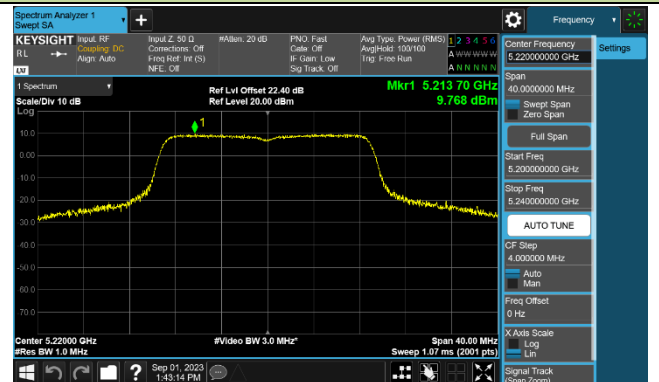 Spectrum Analyzer 1
Swept SA
+
Frequency
KEYSIGHT
RL
LXI
Input: RF
Coupling: DC
Align: Auto
Input Z: 50 Ω
Corrections: Off
Freq Ref: Int (S)
NFE: Off
#Atten: 20 dB
PNO: Fast
Gate: Off
IF Gain: Low
Sig Track: Off
Avg Type: Power (RMS)
Avg|Hold: 100/100
Trig: Free Run
1 2 3 4 5 6
A W W W W W
A N N N N N
1 Spectrum
Scale/Div 10 dB
Log
Ref Lvl Offset 22.40 dB
Ref Level 20.00 dBm
Mkr1 5.213 70 GHz
9.768 dBm
1
10.0
0.00
-10.0
-20.0
-30.0
-40.0
-50.0
-60.0
-70.0
Center 5.22000 GHz
#Res BW 1.0 MHz
#Video BW 3.0 MHz*
Span 40.00 MHz
Sweep 1.07 ms (2001 pts)
Sep 01, 2023
1:43:14 PM
?
Center Frequency
5.220000000 GHz
Settings
Span
40.0000000 MHz
Swept Span
Zero Span
Full Span
Start Freq
5.200000000 GHz
Stop Freq
5.240000000 GHz
AUTO TUNE
CF Step
4.000000 MHz
Auto
Man
Freq Offset
0 Hz
X Axis Scale
Log
Lin
Signal Track
(Span Zoom)